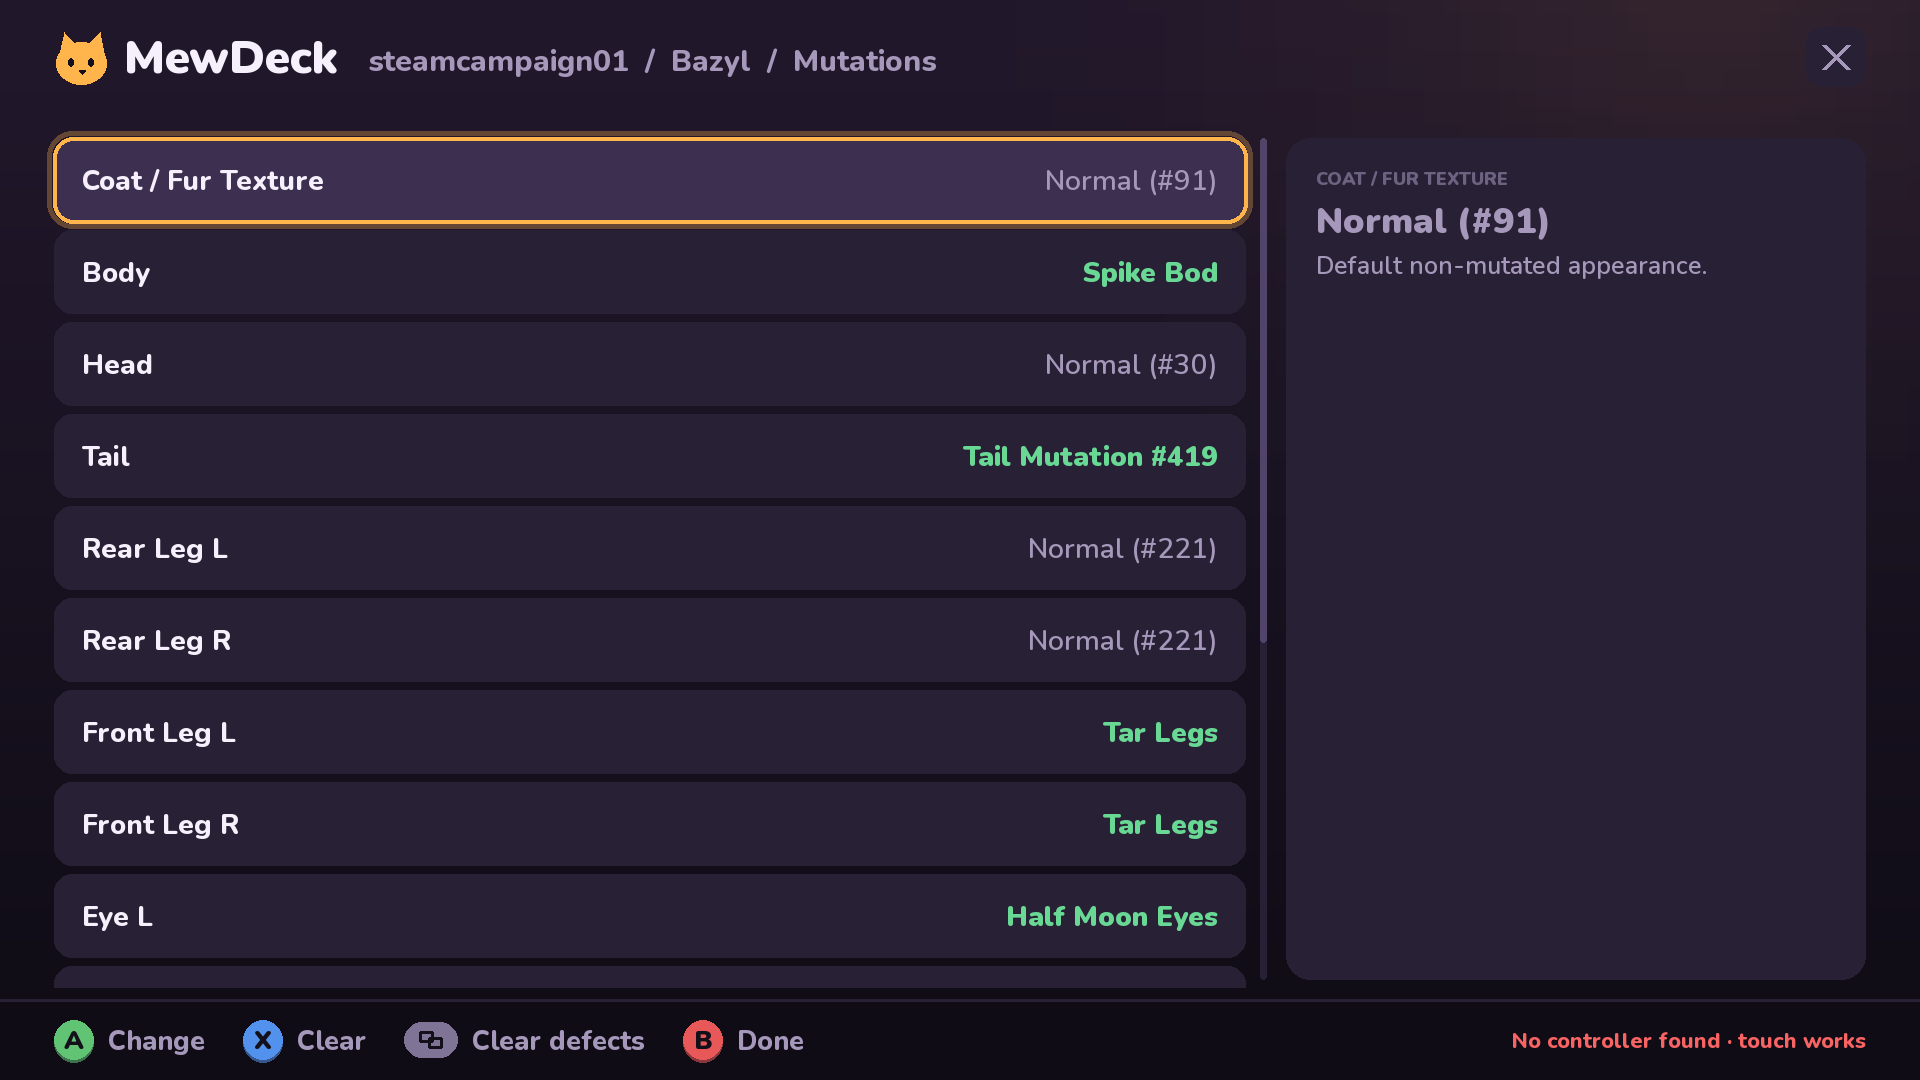 MewDeck
steamcampaign01 / Bazyl / Mutations
Coat / Fur Texture
Normal (#91)
Body
Spike Bod
Head
Normal (#30)
Tail
Tail Mutation #419
Rear Leg L
Normal (#221)
Rear Leg R
Normal (#221)
Front Leg L
Tar Legs
Front Leg R
Tar Legs
Eye L
Half Moon Eyes
COAT / FUR TEXTURE
Normal (#91)
Default non-mutated appearance.
A Change
X Clear
Clear defects
B Done
No controller found · touch works